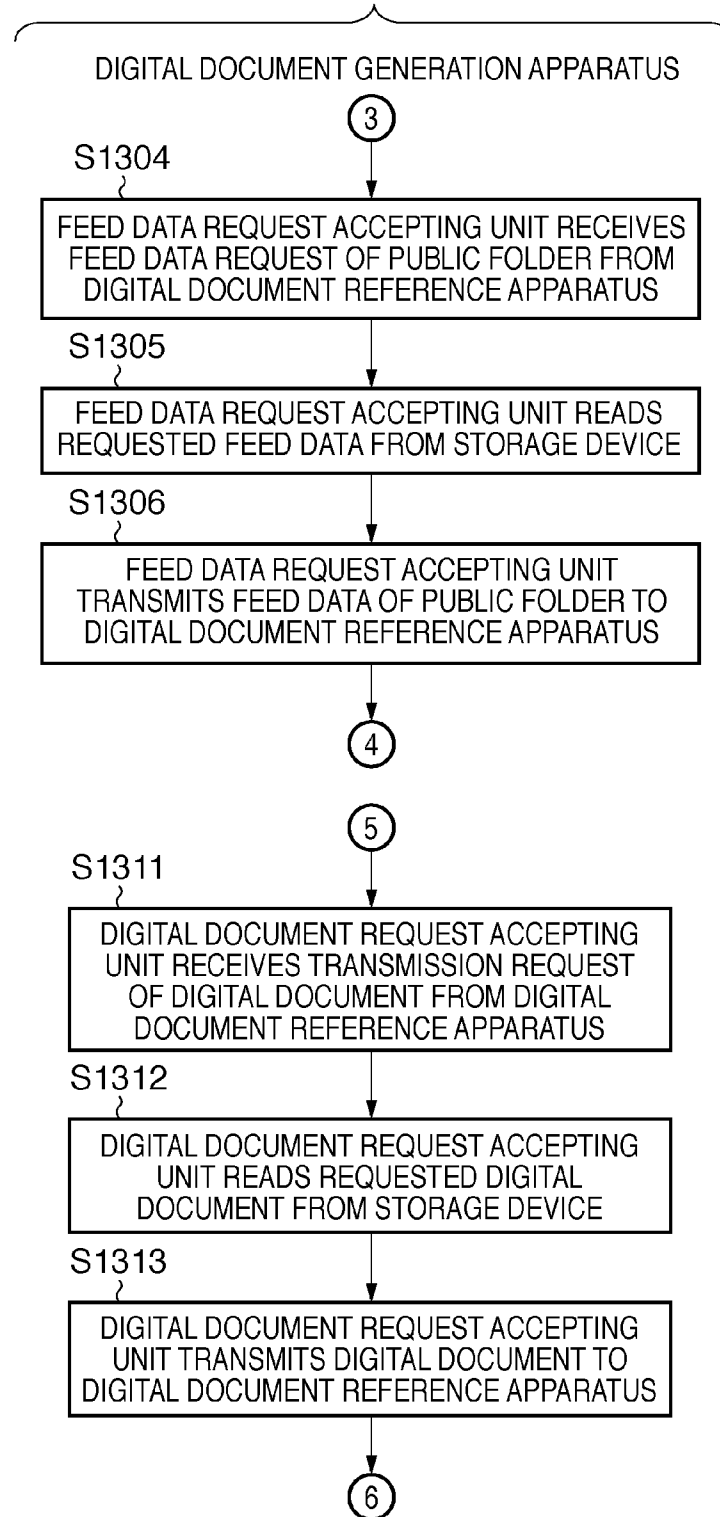 DIGITAL DOCUMENT GENERATION APPARATUS
3
S1304
FEED DATA REQUEST ACCEPTING UNIT RECEIVES
FEED DATA REQUEST OF PUBLIC FOLDER FROM
DIGITAL DOCUMENT REFERENCE APPARATUS
S1305
FEED DATA REQUEST ACCEPTING UNIT READS
REQUESTED FEED DATA FROM STORAGE DEVICE
S1306
FEED DATA REQUEST ACCEPTING UNIT
TRANSMITS FEED DATA OF PUBLIC FOLDER TO
DIGITAL DOCUMENT REFERENCE APPARATUS
4
5
S1311
DIGITAL DOCUMENT REQUEST ACCEPTING
UNIT RECEIVES TRANSMISSION REQUEST
OF DIGITAL DOCUMENT FROM DIGITAL
DOCUMENT REFERENCE APPARATUS
S1312
DIGITAL DOCUMENT REQUEST ACCEPTING
UNIT READS REQUESTED DIGITAL
DOCUMENT FROM STORAGE DEVICE
S1313
DIGITAL DOCUMENT REQUEST ACCEPTING
UNIT TRANSMITS DIGITAL DOCUMENT TO
DIGITAL DOCUMENT REFERENCE APPARATUS
6